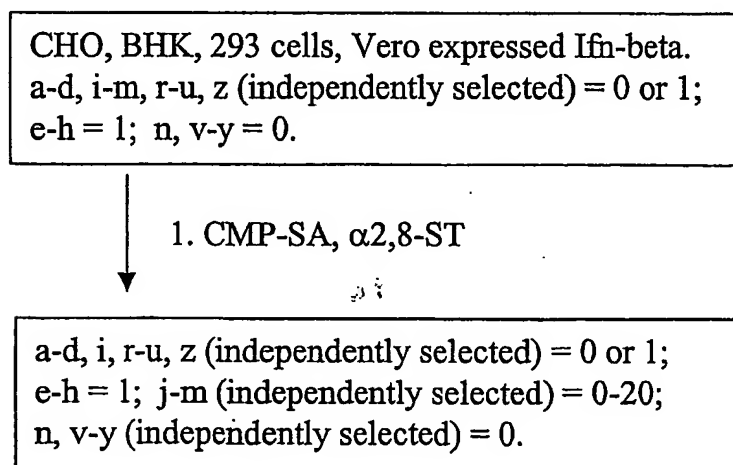 CHO, BHK, 293 cells, Vero expressed Ifn-beta.
a-d, i-m, r-u, z (independently selected) = 0 or 1;
e-h = 1; n, v-y = 0.
1. CMP-SA, α2,8-ST
a-d, i, r-u, z (independently selected) = 0 or 1;
e-h = 1; j-m (independently selected) = 0-20;
n, v-y (independently selected) = 0.